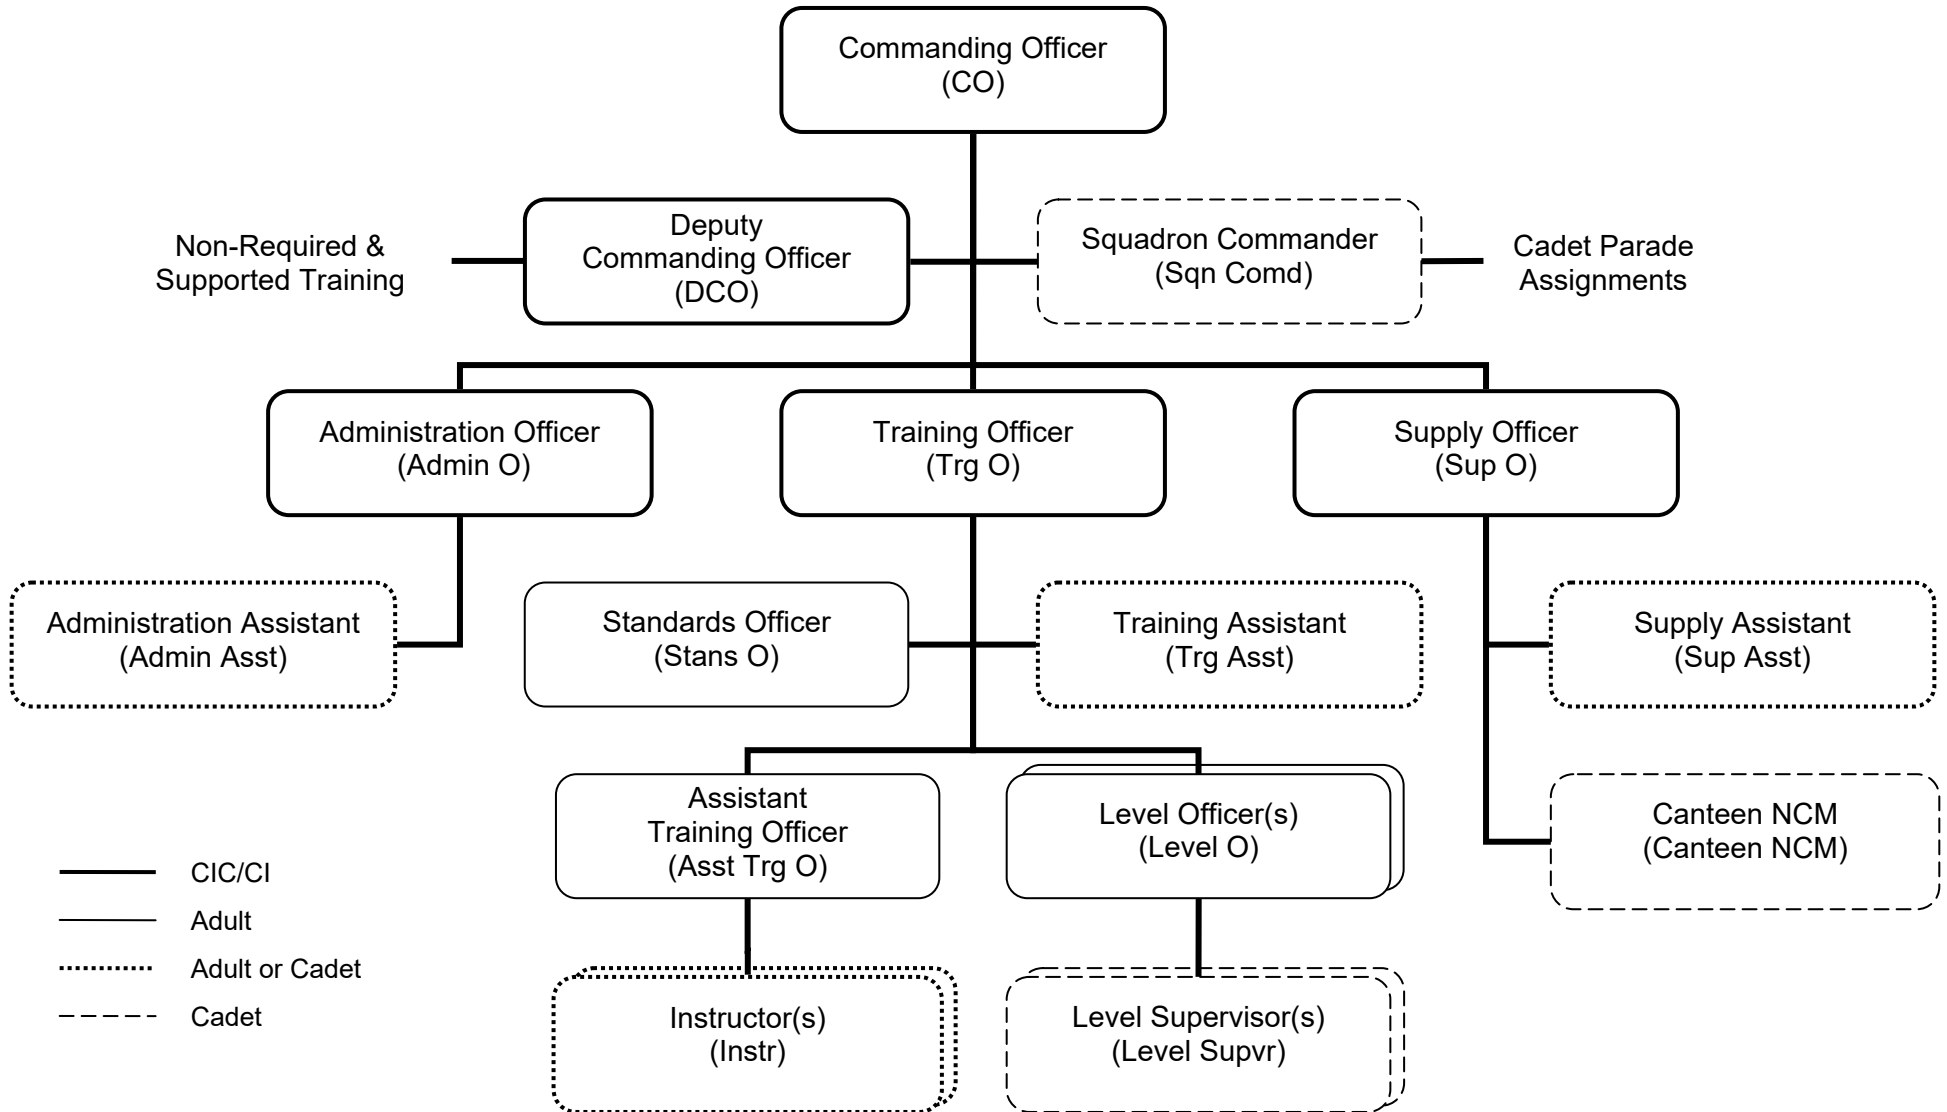 Commanding Officer
(CO)
Non-Required &
Supported Training
Deputy
Commanding Officer
(DCO)
Squadron Commander
(Sqn Comd)
Cadet Parade
Assignments
Administration Officer
(Admin O)
Training Officer
(Trg O)
Supply Officer
(Sup O)
Administration Assistant
(Admin Asst)
Standards Officer
(Stans O)
Training Assistant
(Trg Asst)
Supply Assistant
(Sup Asst)
Assistant
Training Officer
(Asst Trg O)
Level Officer(s)
(Level O)
Canteen NCM
(Canteen NCM)
CIC/CI
Adult
Adult or Cadet
Cadet
Instructor(s)
(Instr)
Level Supervisor(s)
(Level Supvr)